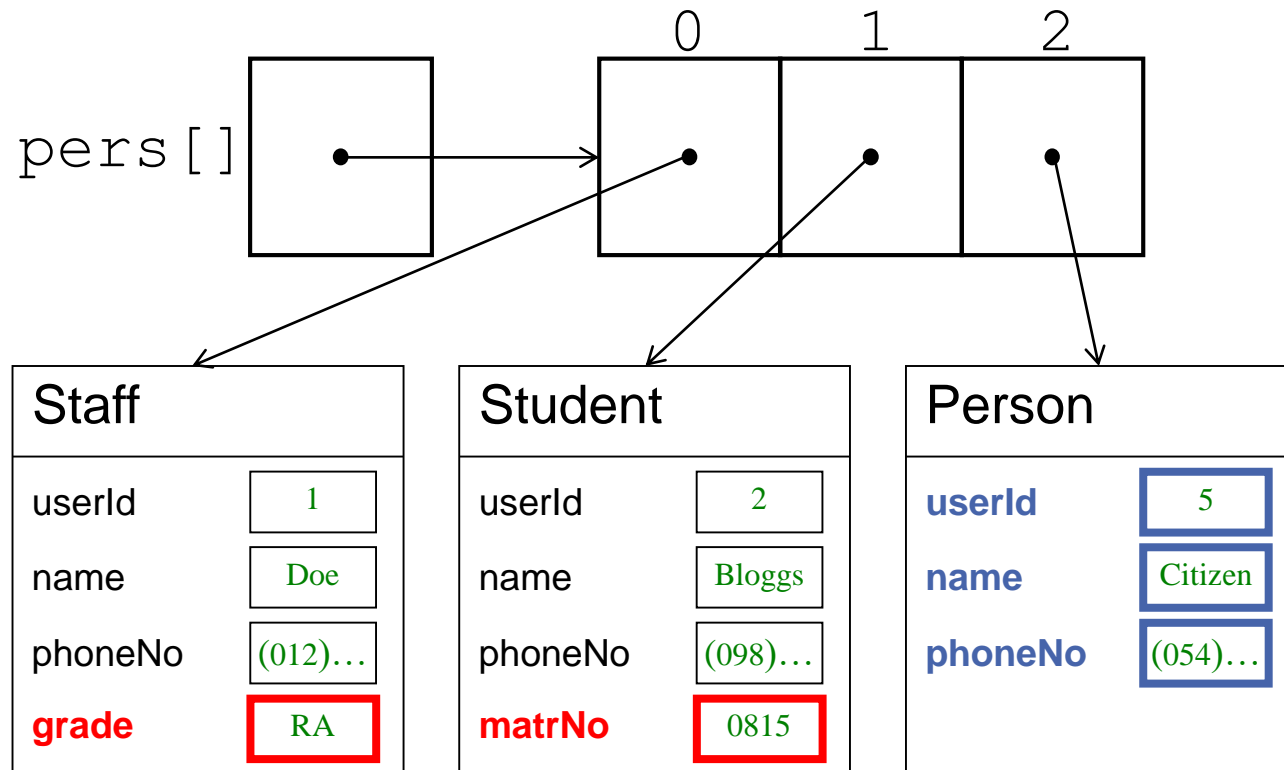 0 1 2
pers[]
Staff Student Person
userId 1 userId 2 userId 5
name Doe name Bloggs name Citizen
phoneNo (012)... phoneNo (098)... phoneNo (054)...
grade RA matrNo 0815